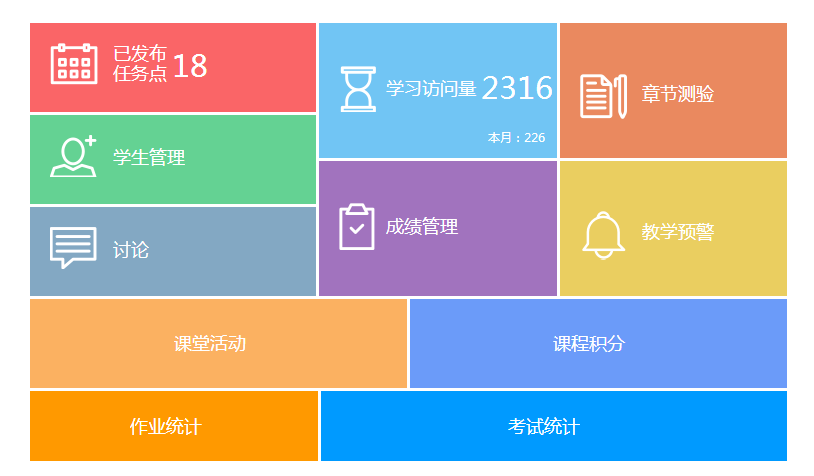 已发布
任务点 18
学习访问量 2316
本月：226
章节测验
学生管理
讨论
成绩管理
教学预警
课堂活动
课程积分
作业统计
考试统计